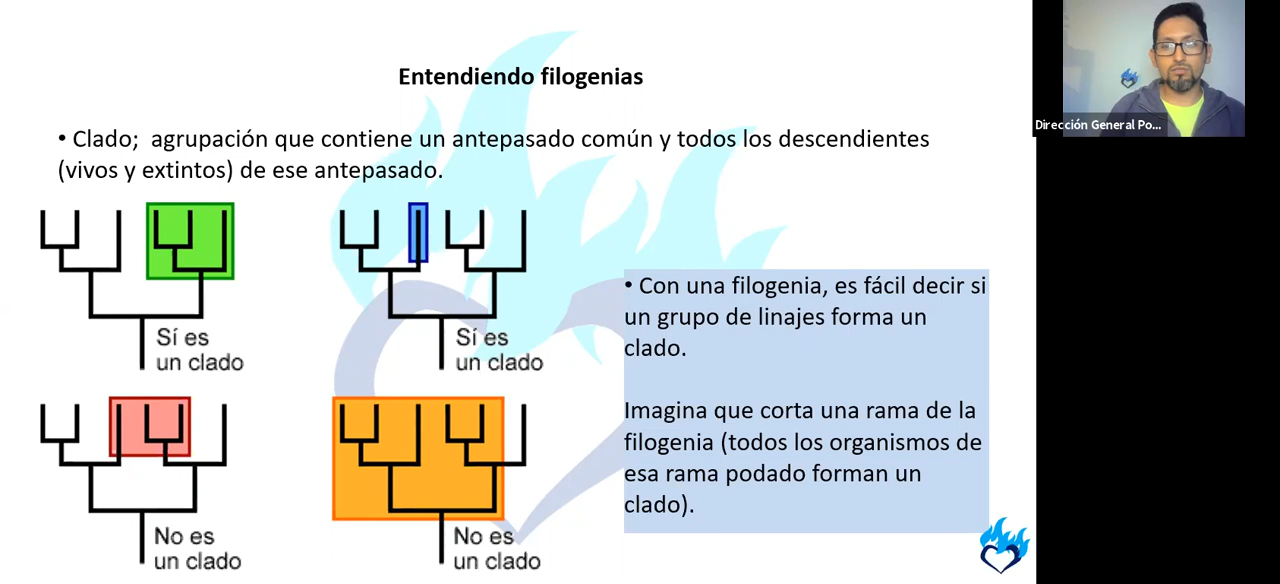 Entendiendo filogenias
• Clado;  agrupación que contiene un antepasado común y todos los descendientes
(vivos y extintos) de ese antepasado.
Sí es
un clado
Sí es
un clado
No es
un clado
No es
un clado
• Con una filogenia, es fácil decir si
un grupo de linajes forma un
clado.
Imagina que corta una rama de la
filogenia (todos los organismos de
esa rama podado forman un
clado).
Dirección General Po...